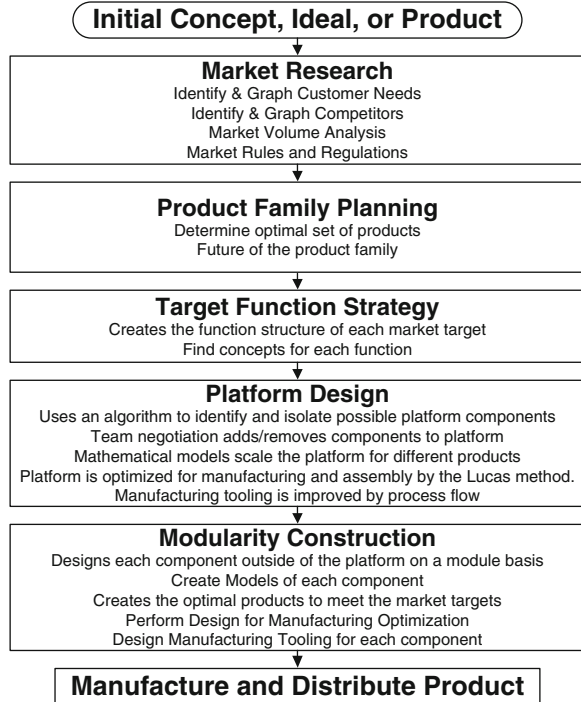 Initial Concept, Ideal, or Product
Market Research
Identify & Graph Customer Needs
Identify & Graph Competitors
Market Volume Analysis
Market Rules and Regulations
Product Family Planning
Determine optimal set of products
Future of the product family
Target Function Strategy
Creates the function structure of each market target
Find concepts for each function
Platform Design
Uses an algorithm to identify and isolate possible platform components
Team negotiation adds/removes components to platform
Mathematical models scale the platform for different products
Platform is optimized for manufacturing and assembly by the Lucas method.
Manufacturing tooling is improved by process flow
Modularity Construction
Designs each component outside of the platform on a module basis
Create Models of each component
Creates the optimal products to meet the market targets
Perform Design for Manufacturing Optimization
Design Manufacturing Tooling for each component
Manufacture and Distribute Product